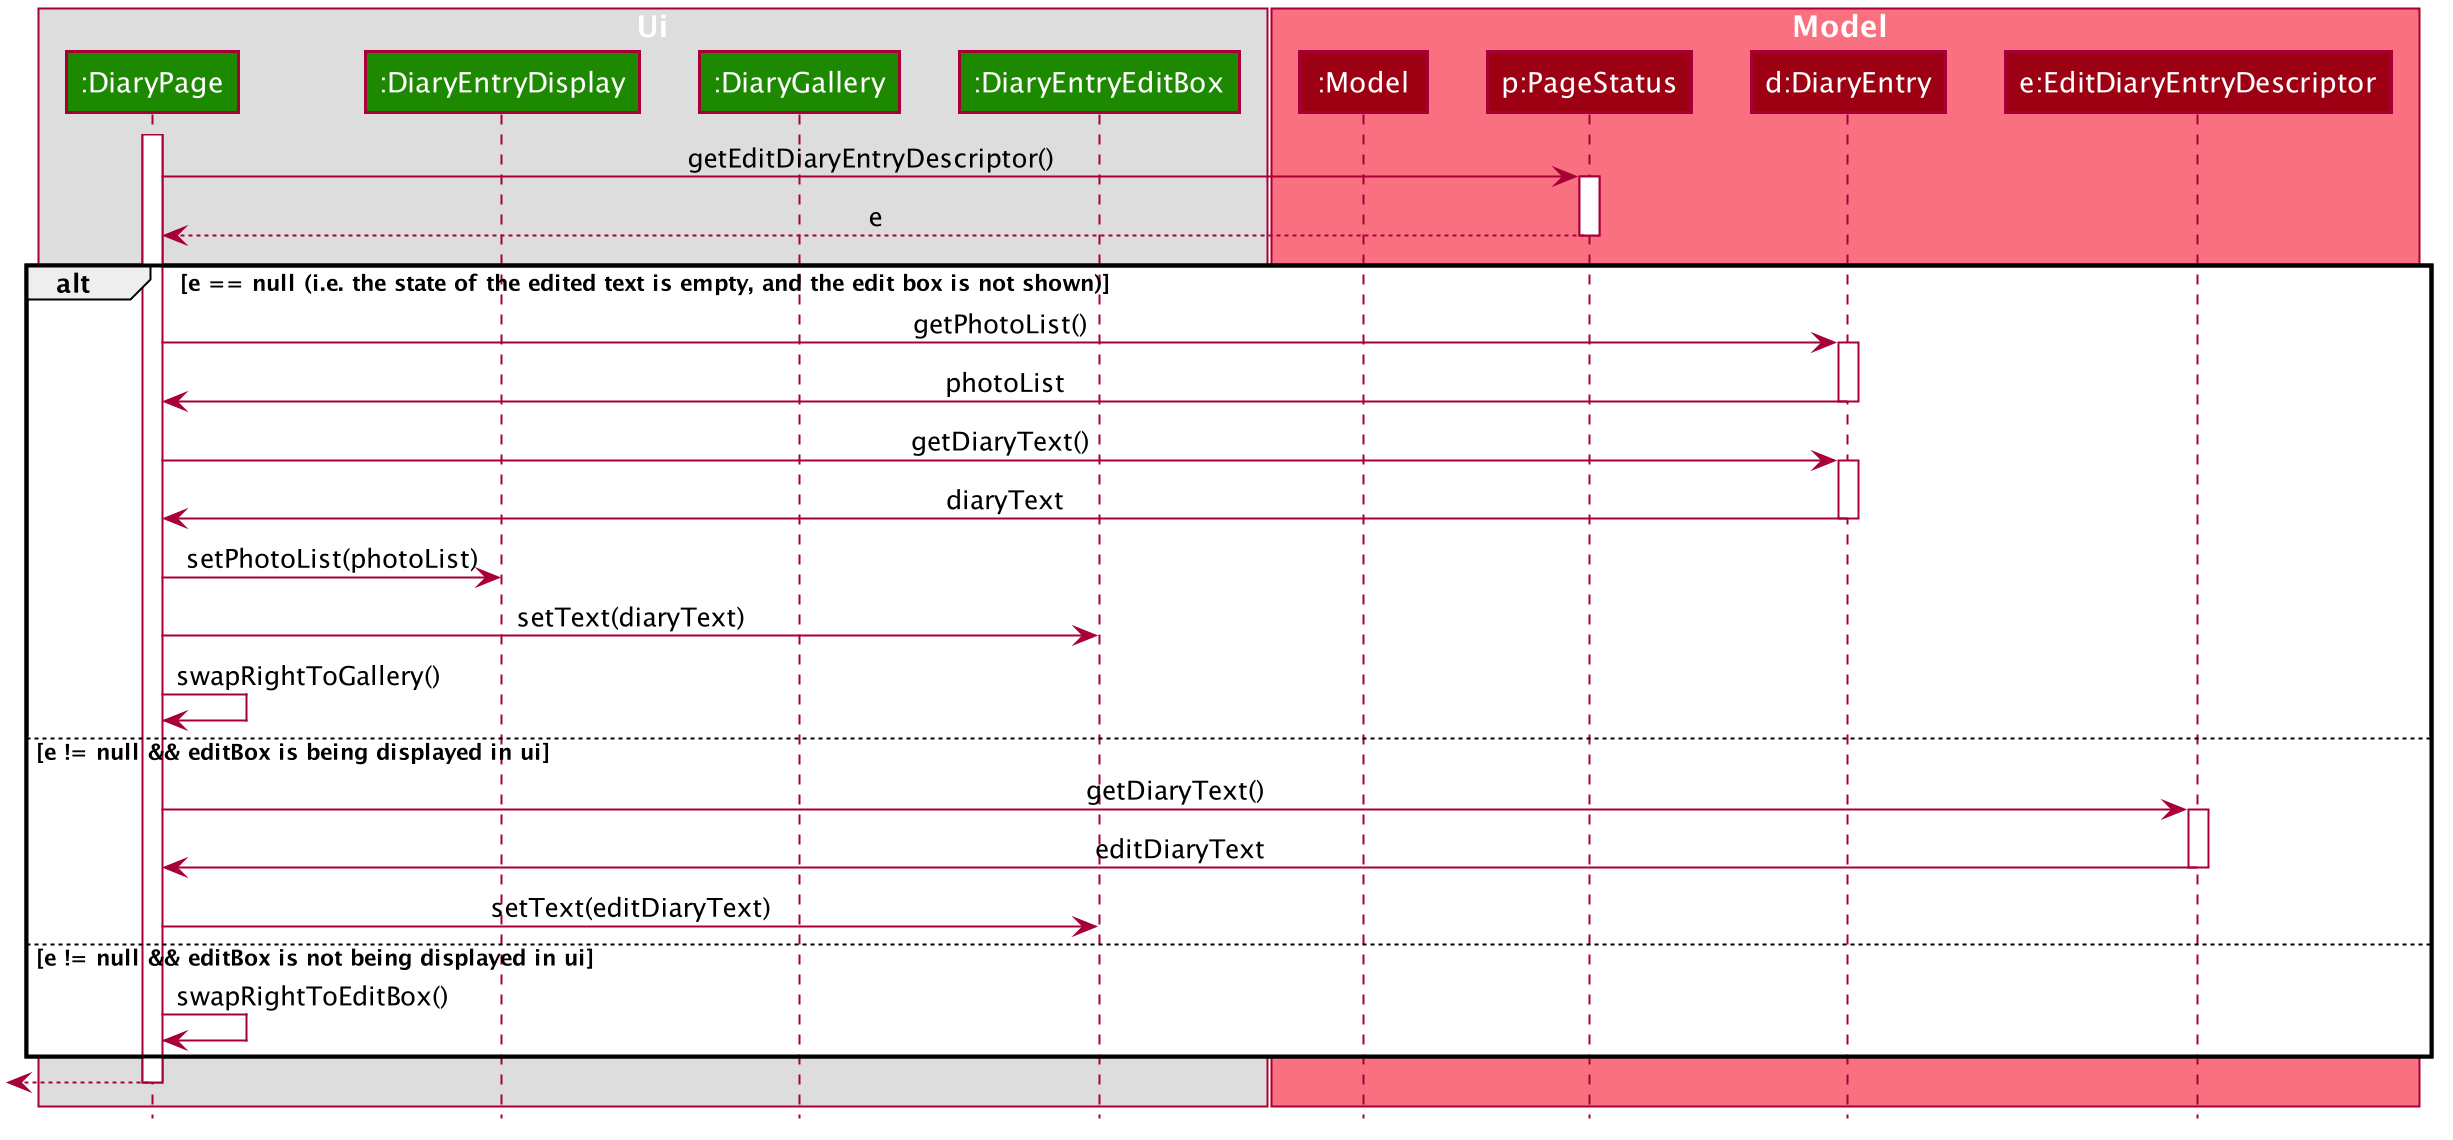 Ui
Model
:DiaryPage
:DiaryEntryDisplay
:DiaryGallery
:DiaryEntryEditBox
:Model
p:PageStatus
d:DiaryEntry
e:EditDiaryEntryDescriptor
getEditDiaryEntryDescriptor()
e
alt
[e == null (i.e. the state of the edited text is empty, and the edit box is not shown)]
getPhotoList()
photoList
getDiaryText()
diaryText
setPhotoList(photoList)
setText(diaryText)
swapRightToGallery()
[e != null && editBox is being displayed in ui]
getDiaryText()
editDiaryText
setText(editDiaryText)
[e != null && editBox is not being displayed in ui]
swapRightToEditBox()